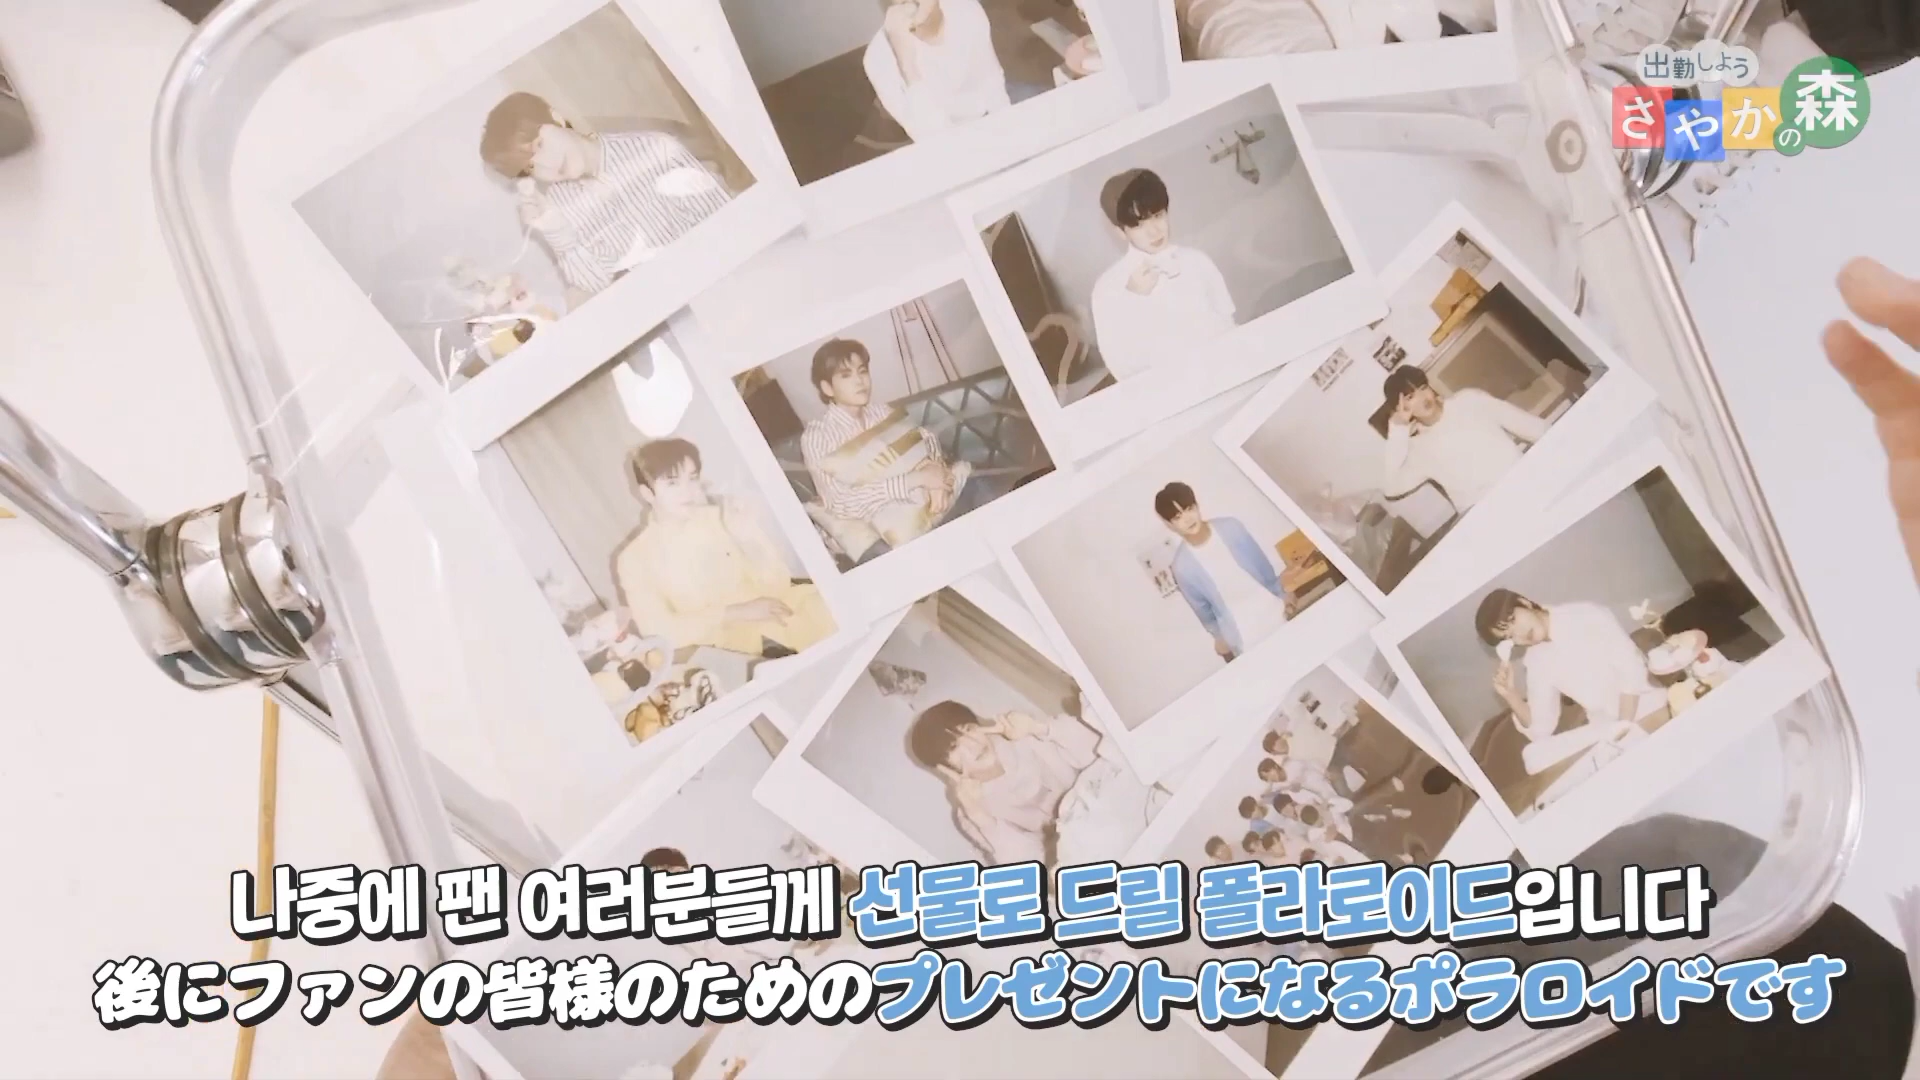 出勤しよう
さやかの森
나중에 팬 여러분들께 선물로 드릴 폴라로이드입니다
後にファンの皆様のためのプレゼントになるポラロイドです